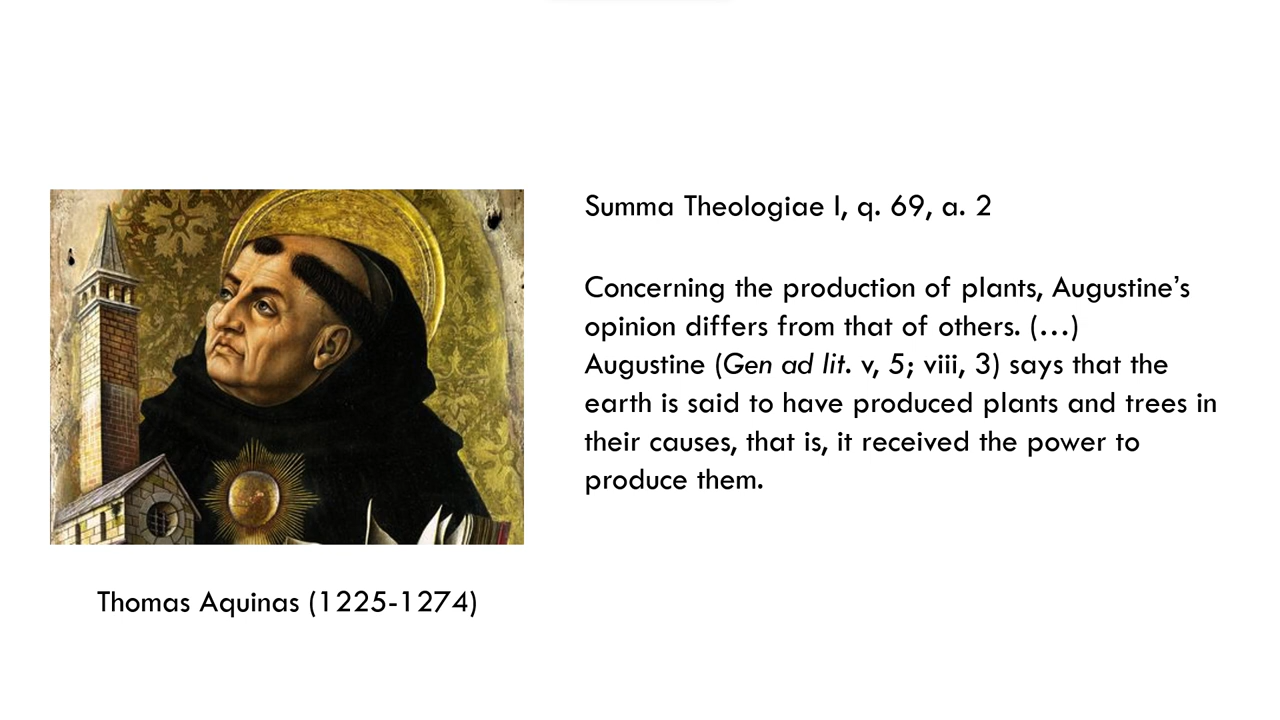 Summa Theologiae I, q. 69, a. 2
Concerning the production of plants, Augustine’s
opinion differs from that of others. (…)
Augustine (Gen ad lit. v, 5; viii, 3) says that the
earth is said to have produced plants and trees in
their causes, that is, it received the power to
produce them.
Thomas Aquinas (1225-1274)